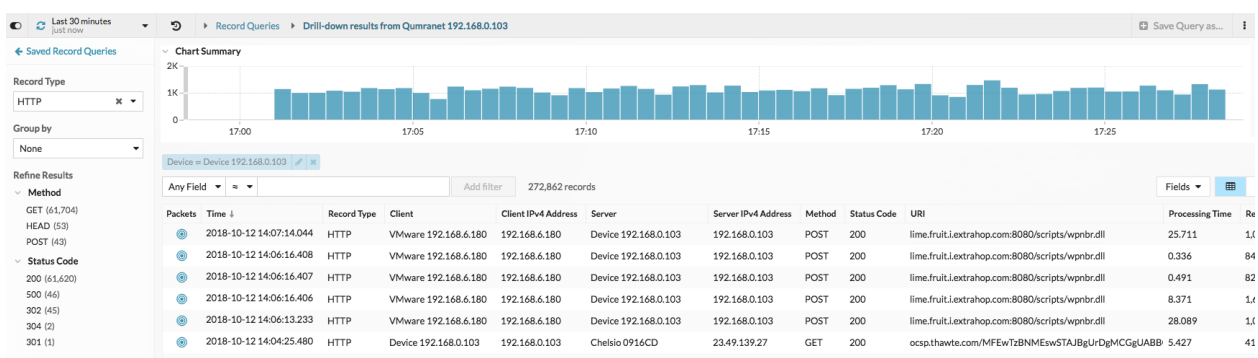 Last 30 minutes
just now
Record Queries
Drill-down results from Qumranet 192.168.0.103
Save Query as...
Saved Record Queries
Record Type
HTTP
Group by
None
Refine Results
Method
GET (61,704)
HEAD (53)
POST (43)
Status Code
200 (61,620)
500 (46)
302 (45)
304 (2)
301 (1)
Chart Summary
2K
1K
0
17:00 17:05 17:10 17:15 17:20 17:25
Device = Device 192.168.0.103
Any Field ≈ Add filter 272,862 records Fields
Packets Time ↓ Record Type Client Client IPv4 Address Server Server IPv4 Address Method Status Code URI Processing Time Re
2018-10-12 14:07:14.044 HTTP VMware 192.168.6.180 192.168.6.180 Device 192.168.0.103 192.168.0.103 POST 200 lime.fruit.i.extrahop.com:8080/scripts/wpnbr.dll 25.711 1,0
2018-10-12 14:06:16.408 HTTP VMware 192.168.6.180 192.168.6.180 Device 192.168.0.103 192.168.0.103 POST 200 lime.fruit.i.extrahop.com:8080/scripts/wpnbr.dll 0.336 84
2018-10-12 14:06:16.407 HTTP VMware 192.168.6.180 192.168.6.180 Device 192.168.0.103 192.168.0.103 POST 200 lime.fruit.i.extrahop.com:8080/scripts/wpnbr.dll 0.491 82
2018-10-12 14:06:16.406 HTTP VMware 192.168.6.180 192.168.6.180 Device 192.168.0.103 192.168.0.103 POST 200 lime.fruit.i.extrahop.com:8080/scripts/wpnbr.dll 8.371 1,6
2018-10-12 14:06:13.233 HTTP VMware 192.168.6.180 192.168.6.180 Device 192.168.0.103 192.168.0.103 POST 200 lime.fruit.i.extrahop.com:8080/scripts/wpnbr.dll 28.089 1,0
2018-10-12 14:04:25.480 HTTP Device 192.168.0.103 192.168.0.103 Chelsio 0916CD 23.49.139.27 GET 200 ocsp.thawte.com/MFEwTzBNMEswSTAJBgUrDgMCGgUABB 5.427 41